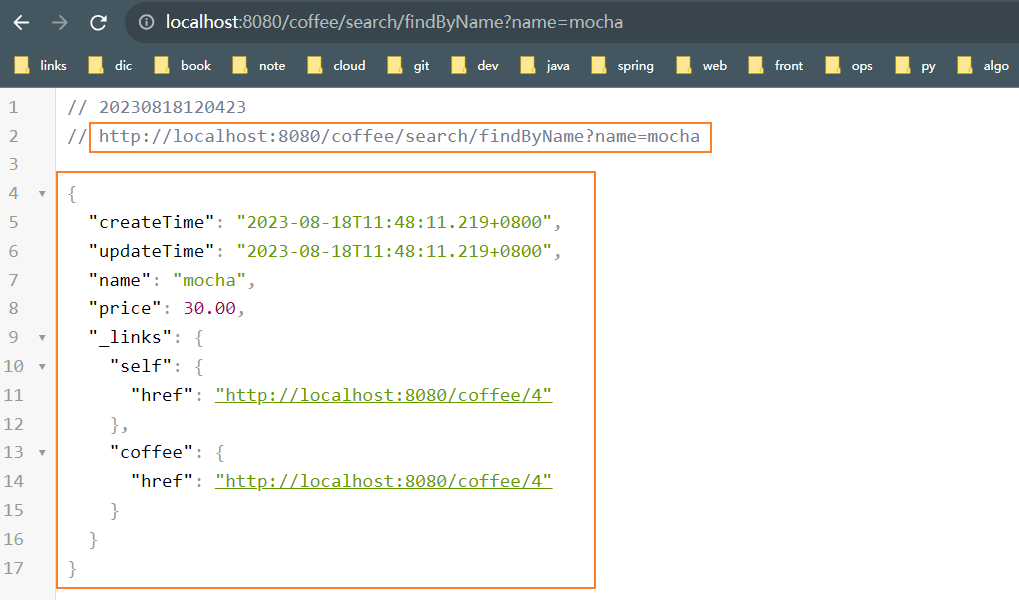 localhost:8080/coffee/search/findByName?name=mocha
links dic book note cloud git dev java spring web front ops py algo
1 // 20230818120423
2 // http://localhost:8080/coffee/search/findByName?name=mocha
3
4 {
5 "createTime": "2023-08-18T11:48:11.219+0800",
6 "updateTime": "2023-08-18T11:48:11.219+0800",
7 "name": "mocha",
8 "price": 30.00,
9 "_links": {
10 "self": {
11 "href": "http://localhost:8080/coffee/4"
12 },
13 "coffee": {
14 "href": "http://localhost:8080/coffee/4"
15 }
16 }
17 }